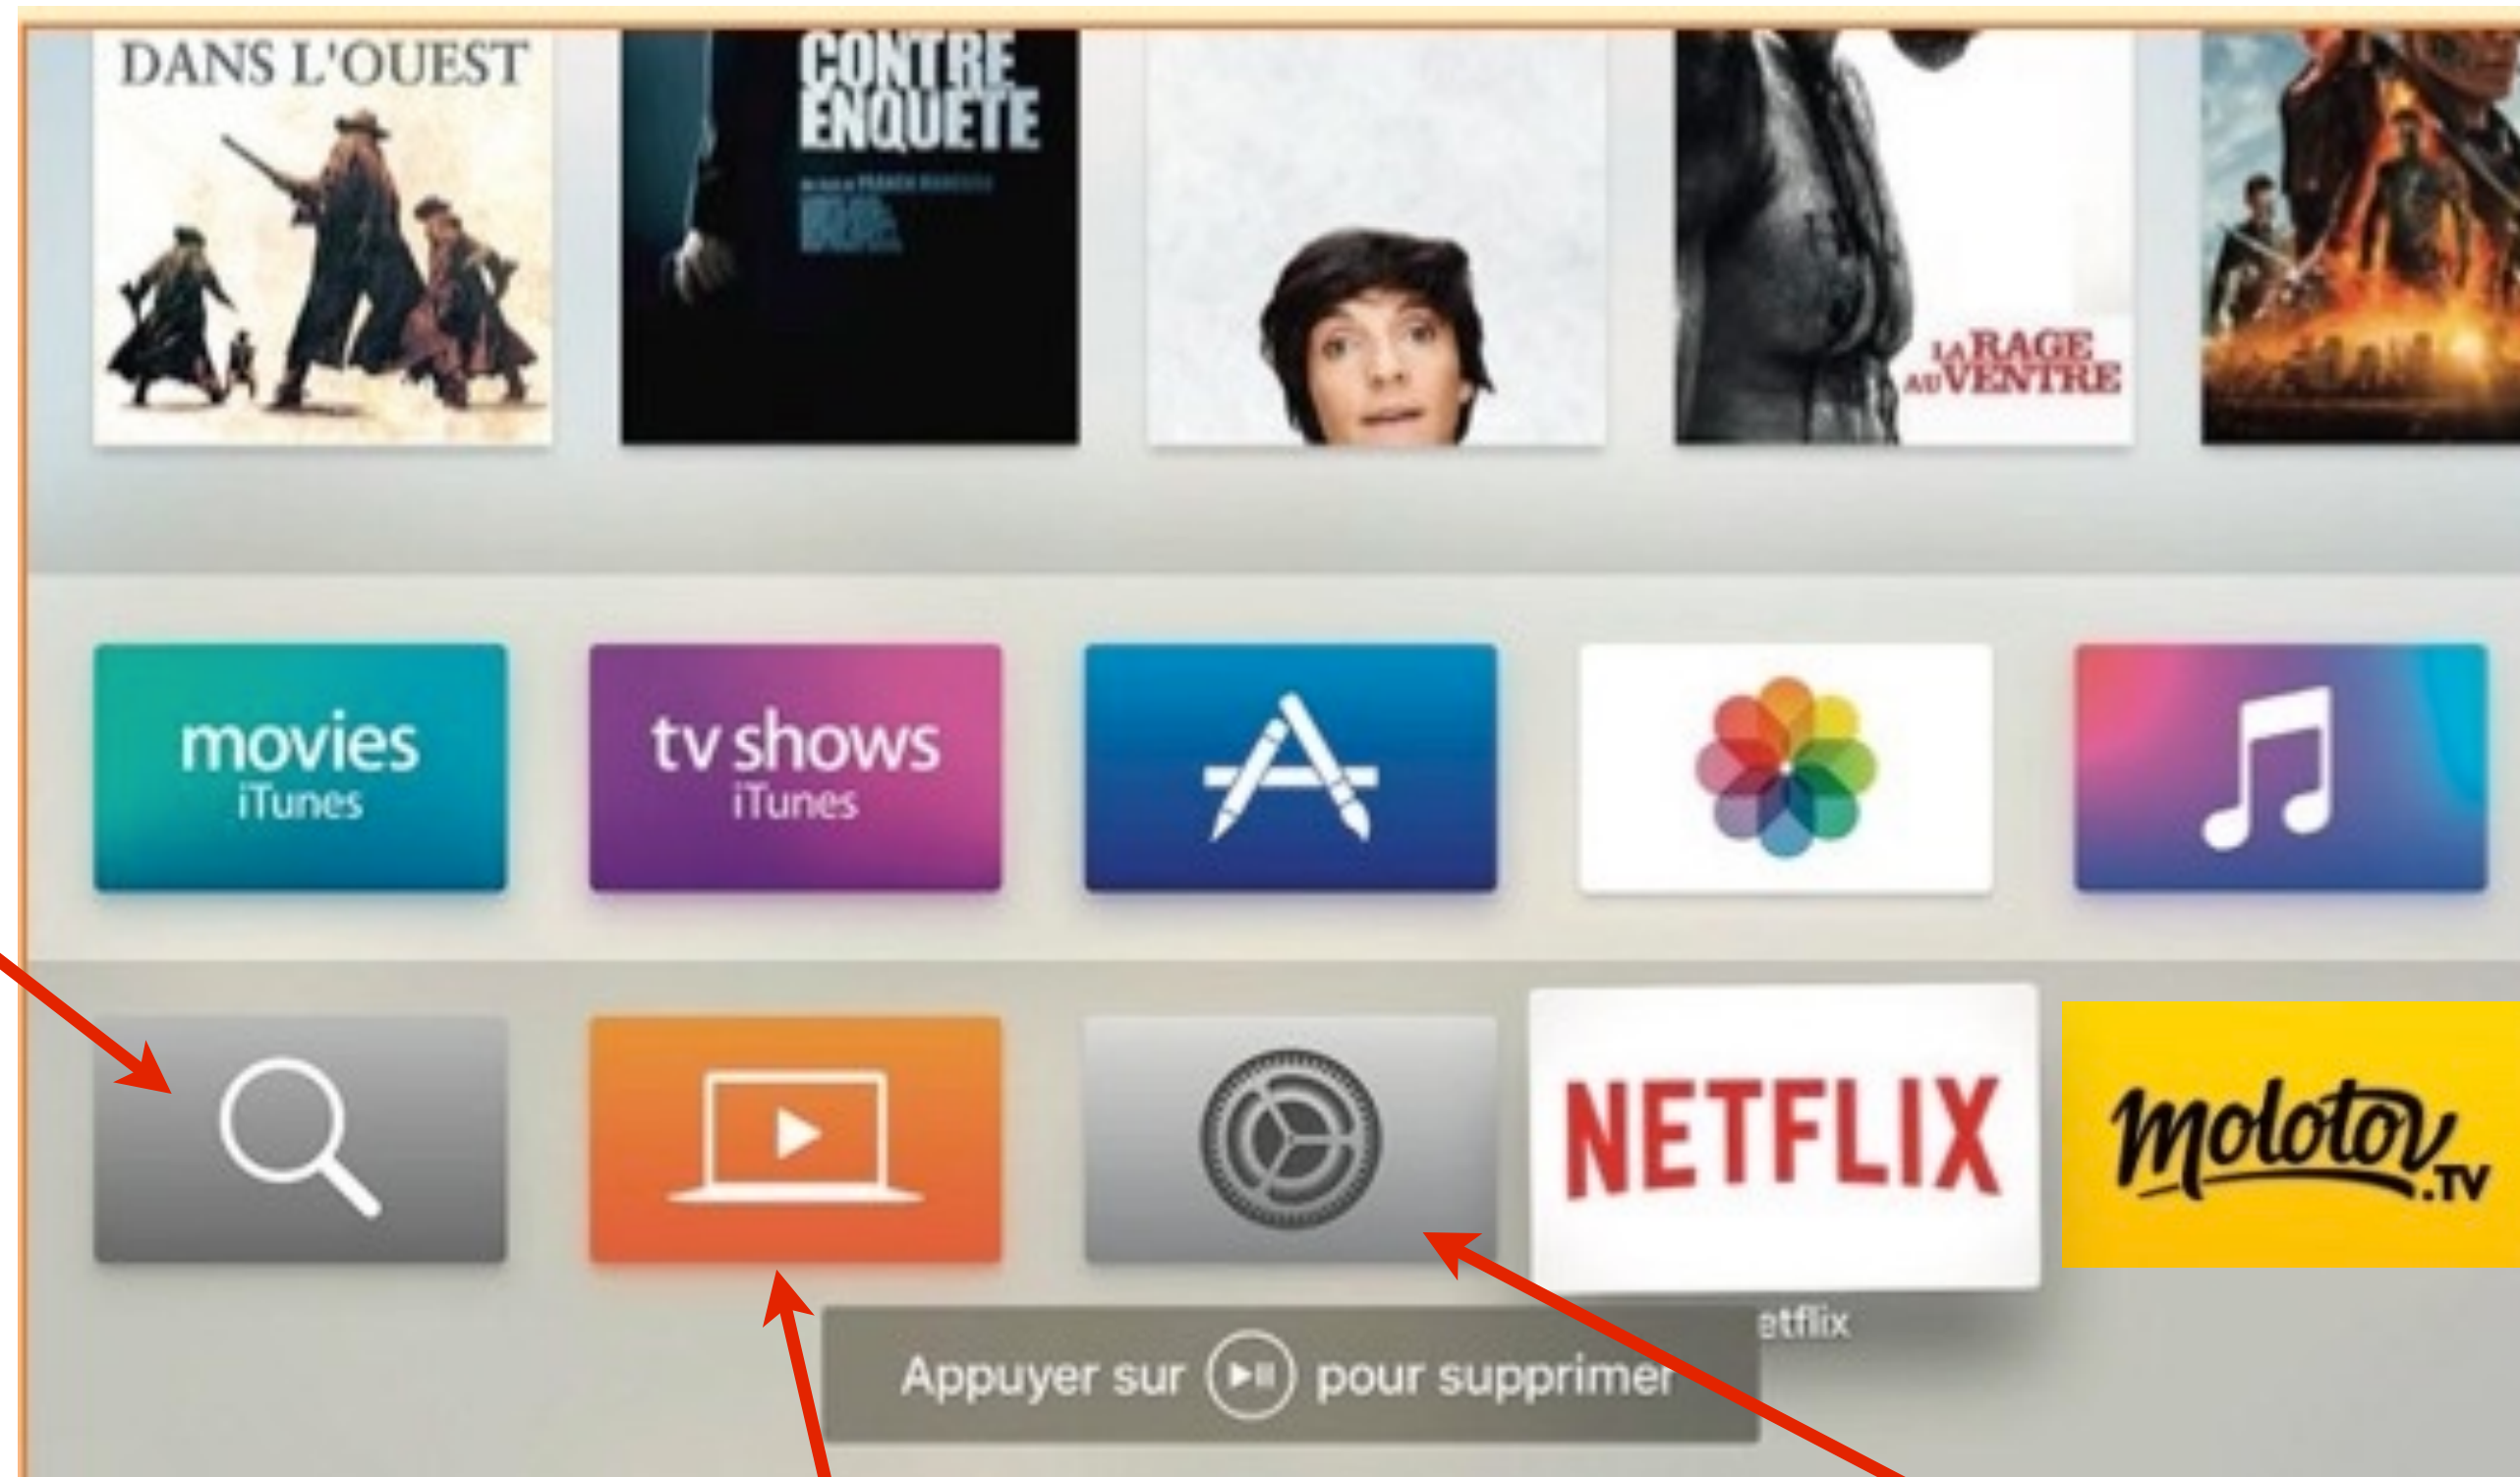 DANS L'OUEST
CONTRE
ENQUÊTE
LA RAGE
AU VENTRE
movies
iTunes
tv shows
iTunes
NETFLIX
molotov
.TV
etflix
Appuyer sur pour supprimer